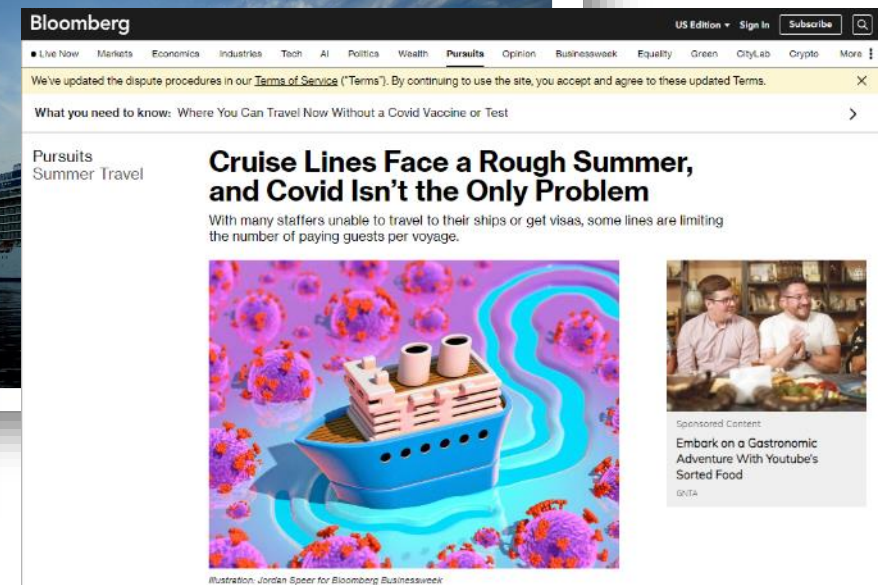 Bloomberg
US Edition Sign In Subscribe
Live Now Markets Economics Industries Tech AI Politics Wealth Pursuits Opinion Businessweek Equality Green CityLab Crypto More
We've updated the dispute procedures in our Terms of Service ("Terms"). By continuing to use the site, you accept and agree to these updated Terms.
What you need to know: Where You Can Travel Now Without a Covid Vaccine or Test
Pursuits
Summer Travel
Cruise Lines Face a Rough Summer,
and Covid Isn't the Only Problem
With many staffers unable to travel to their ships or get visas, some lines are limiting
the number of paying guests per voyage.
Sponsored Content
Embark on a Gastronomic
Adventure With Youtube's
Sorted Food
GNTA
Illustration: Jordan Speer for Bloomberg Businessweek